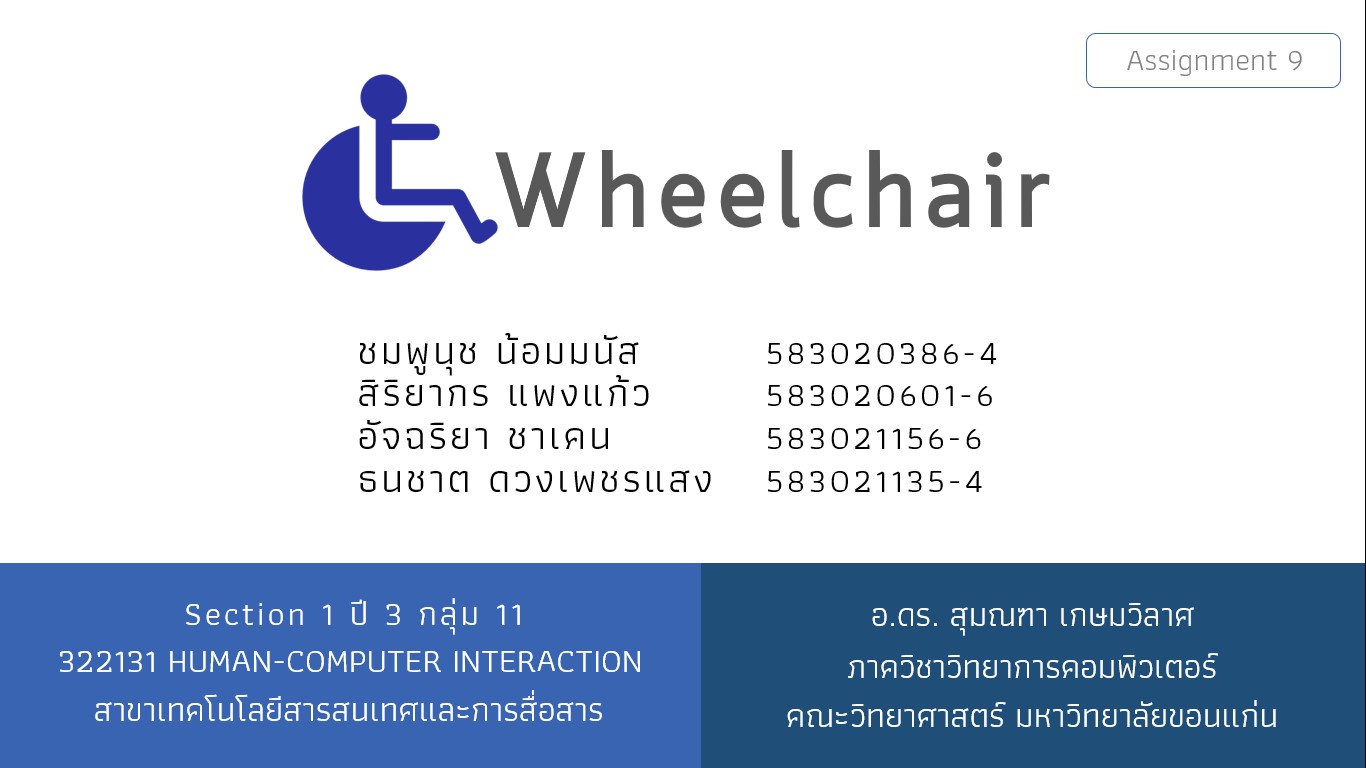 Assignment 9
Wheelchair
ชมพูนุช น้อมมนัส 583020386-4
สิริยากร แพงแก้ว 583020601-6
อัจฉริยา ชาเคน 583021156-6
ธนชาต ดวงเพชรแสง 583021135-4
Section 1 ปี 3 กลุ่ม 11
322131 HUMAN-COMPUTER INTERACTION
สาขาเทคโนโลยีสารสนเทศและการสื่อสาร
อ.ดร. สุมณฑา เกษมวิลาศ
ภาควิชาวิทยาการคอมพิวเตอร์
คณะวิทยาศาสตร์ มหาวิทยาลัยขอนแก่น